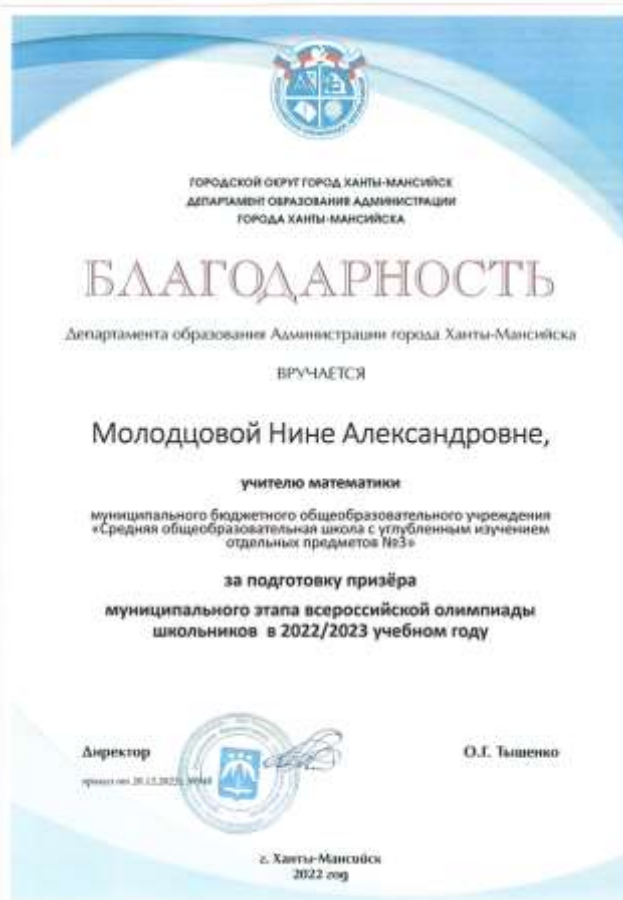 ГОРОДСКОЙ ОКРУГ ГОРОД ХАНТЫ-МАНСИЙСК
ДЕПАРТАМЕНТ ОБРАЗОВАНИЯ АДМИНИСТРАЦИИ
ГОРОДА ХАНТЫ-МАНСИЙСКА
БЛАГОДАРНОСТЬ
Департамента образования Администрации города Ханты-Мансийска
ВРУЧАЕТСЯ
Молодцовой Нине Александровне,
учителю математики
муниципального бюджетного общеобразовательного учреждения
«Средняя общеобразовательная школа с углубленным изучением
отдельных предметов №3»
за подготовку призёра
муниципального этапа всероссийской олимпиады
школьников в 2022/2023 учебном году
Директор
О.Г. Тышенко
приказ от
г. Ханты-Мансийск
2022 год